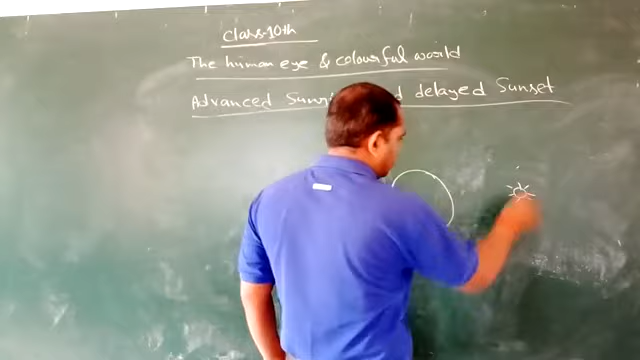 Class-10th
The human eye & colourful world
Advanced delayed Sunset